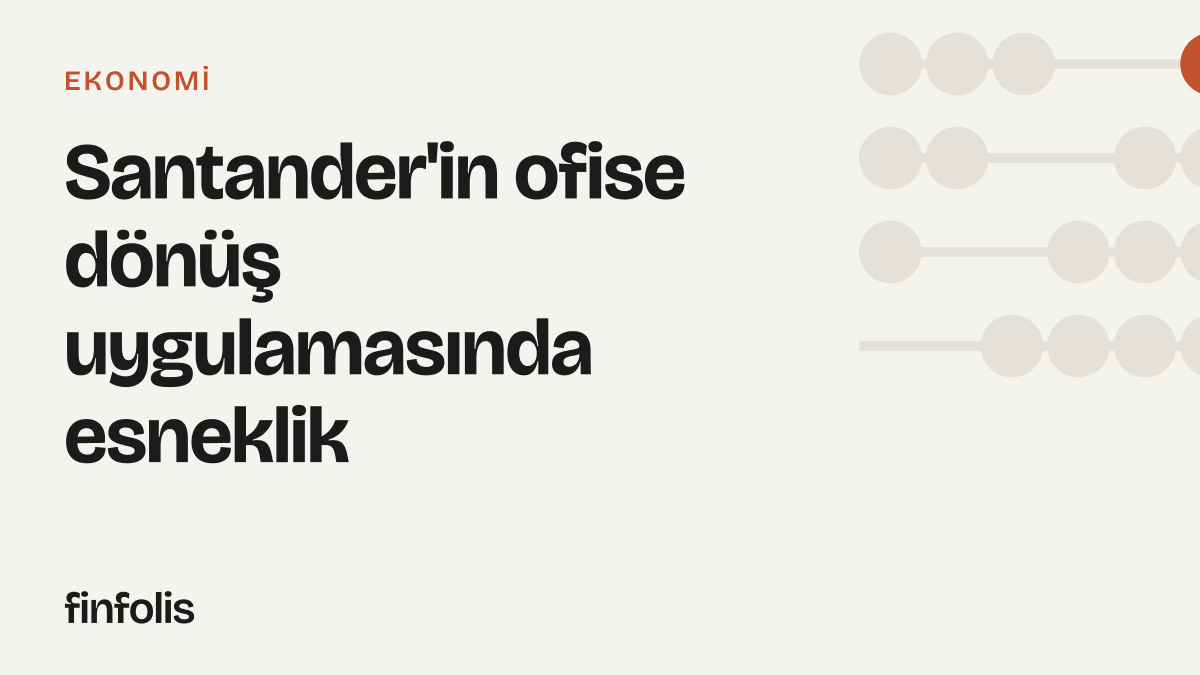 EKONOMİ
Santander'in ofise
dönüş
uygulamasında
esneklik
finfolis